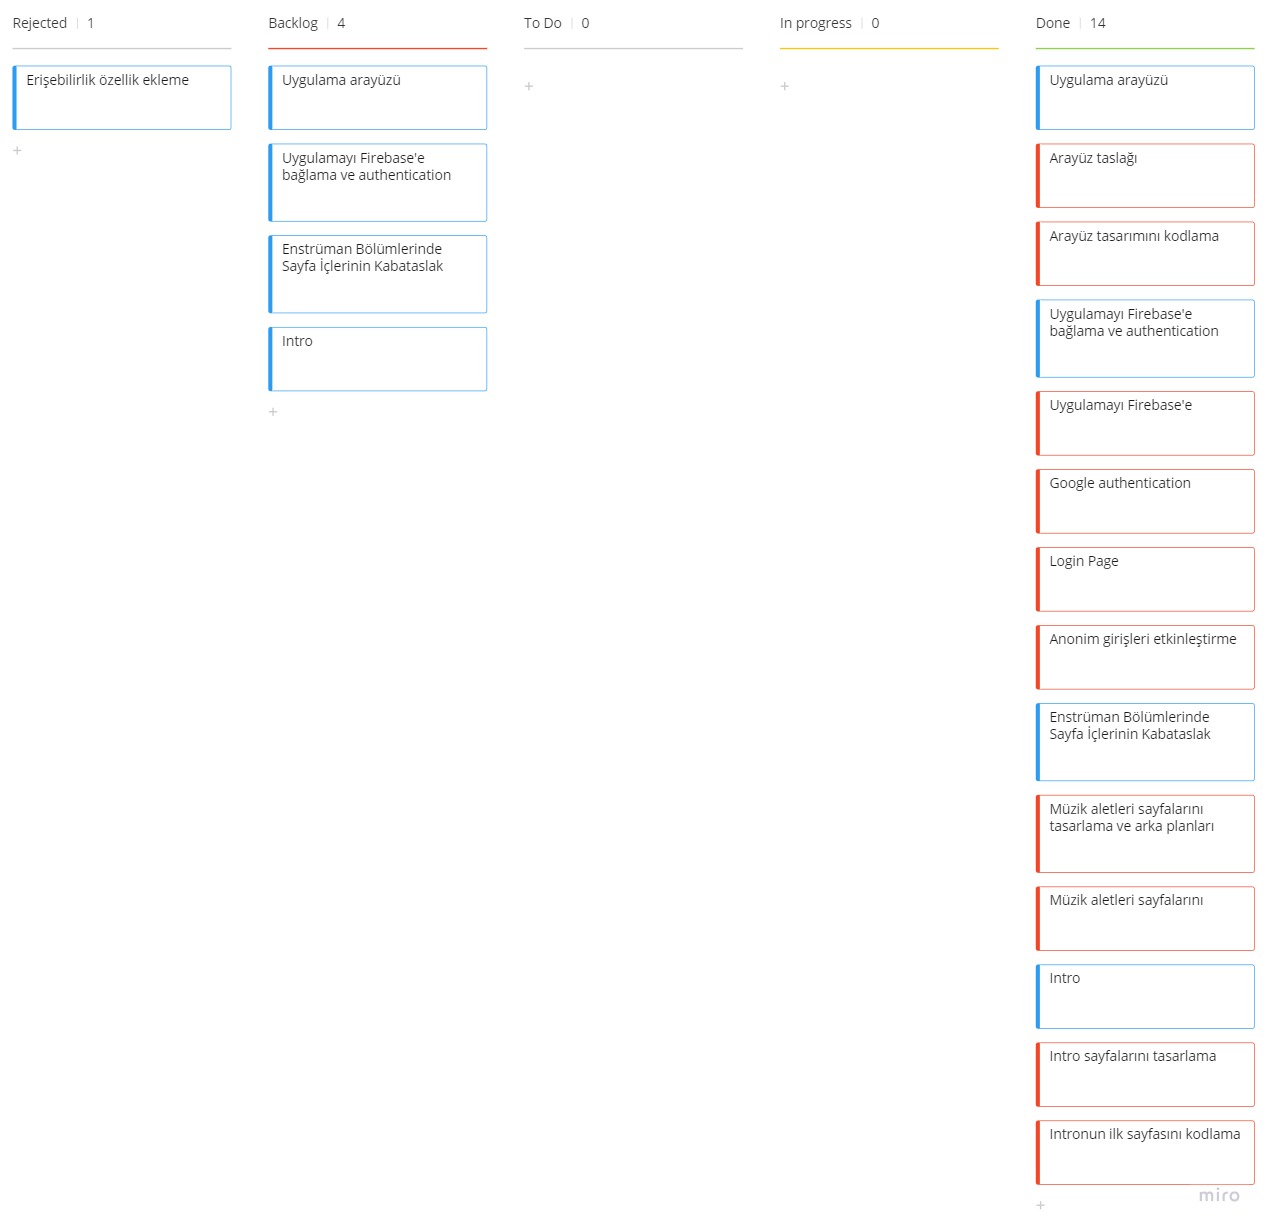 Rejected | 1
Erişebilirlik özellik ekleme
+
Backlog | 4
Uygulama arayüzü
Uygulamayı Firebase'e
bağlama ve authentication
Enstrüman Bölümlerinde
Sayfa İçlerinin Kabataslak
Intro
+
To Do | 0
+
In progress | 0
+
Done | 14
Uygulama arayüzü
Arayüz taslağı
Arayüz tasarımını kodlama
Uygulamayı Firebase'e
bağlama ve authentication
Uygulamayı Firebase'e
Google authentication
Login Page
Anonim girişleri etkinleştirme
Enstrüman Bölümlerinde
Sayfa İçlerinin Kabataslak
Müzik aletleri sayfalarını
tasarlama ve arka planları
Müzik aletleri sayfalarını
Intro
Intro sayfalarını tasarlama
Intronun ilk sayfasını kodlama
+
miro